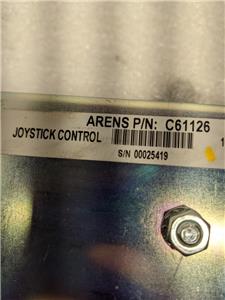 ARENS P/N: C61126
JOYSTICK CONTROL
S/N 00025419